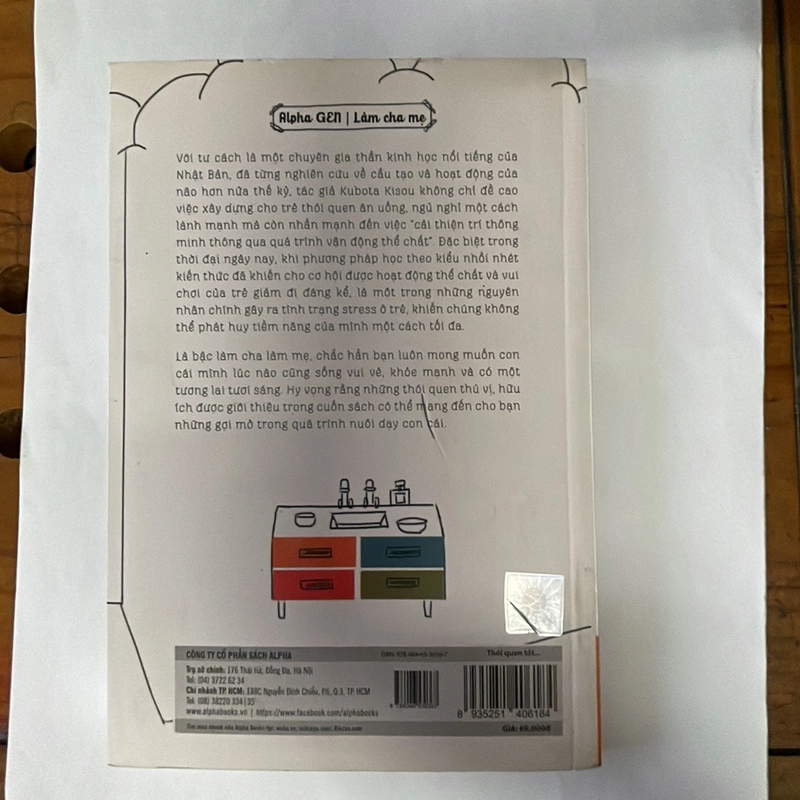 Alpha GEN | Làm cha mẹ
Với tư cách là một chuyên gia thần kinh học nổi tiếng của
Nhật Bản, đã từng nghiên cứu về cấu tạo và hoạt động của
não hơn nửa thế kỷ, tác giả Kubota Kisou không chỉ đề cao
việc xây dựng cho trẻ thói quen ăn uống, ngủ nghỉ một cách
lành mạnh mà còn nhấn mạnh đến việc "cải thiện trí thông
minh thông qua quá trình vận động thể chất". Đặc biệt trong
thời đại ngày nay, khi phương pháp học theo kiểu nhồi nhét
kiến thức đã khiến cho cơ hội được hoạt động thể chất và vui
chơi của trẻ giảm đi đáng kể, là một trong những nguyên
nhân chính gây ra tình trạng stress ở trẻ, khiến chúng không
thể phát huy tiềm năng của mình một cách tối đa.
Là bậc làm cha làm mẹ, chắc hẳn bạn luôn mong muốn con
cái mình lúc nào cũng sống vui vẻ, khỏe mạnh và có một
tương lai tươi sáng. Hy vọng rằng những thói quen thú vị, hữu
ích được giới thiệu trong cuốn sách có thể mang đến cho bạn
những gợi mở trong quá trình nuôi dạy con cái.
CÔNG TY CỔ PHẦN SÁCH ALPHA
Trụ sở chính: 176 Thái Hà, Đống Đa, Hà Nội
Tel: (04) 3722 62 34
Chi nhánh TP. HCM: 138C Nguyễn Đình Chiểu, P.6, Q.3, TP. HCM
Tel: (08) 38220 334 | 35
www.alphabooks.vn | https://www.facebook.com/alphabooks
Thói quen tốt...
8 935251 406184
Giá: 69.000đ